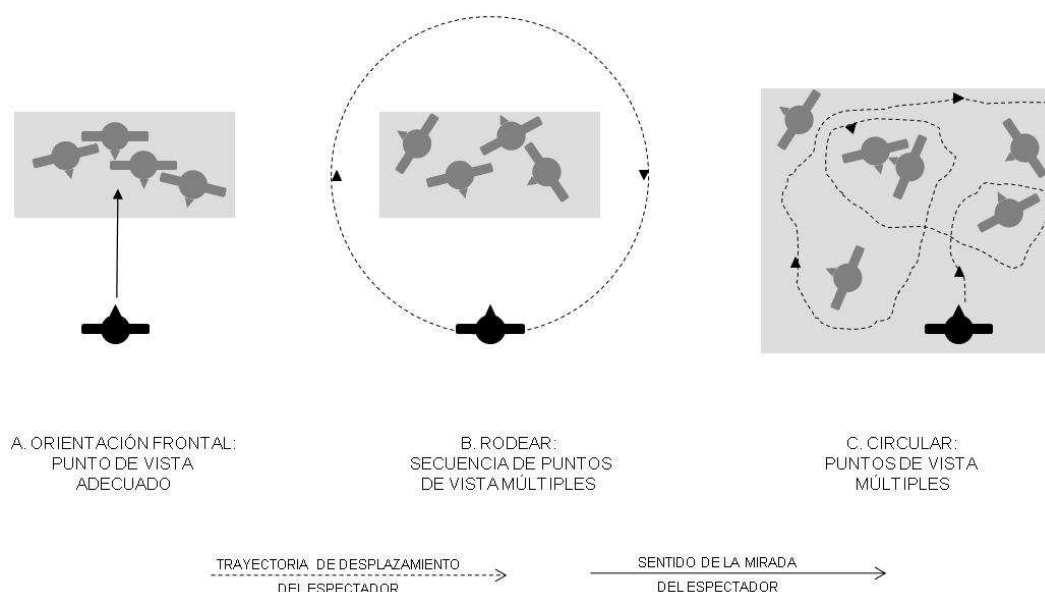 A. ORIENTACIÓN FRONTAL:
PUNTO DE VISTA
ADECUADO
B. RODEAR:
SECUENCIA DE PUNTOS
DE VISTA MÚLTIPLES
C. CIRCULAR:
PUNTOS DE VISTA
MÚLTIPLES
TRAYECTORIA DE DESPLAZAMIENTO
DEL ESPECTADOR
SENTIDO DE LA MIRADA
DEL ESPECTADOR